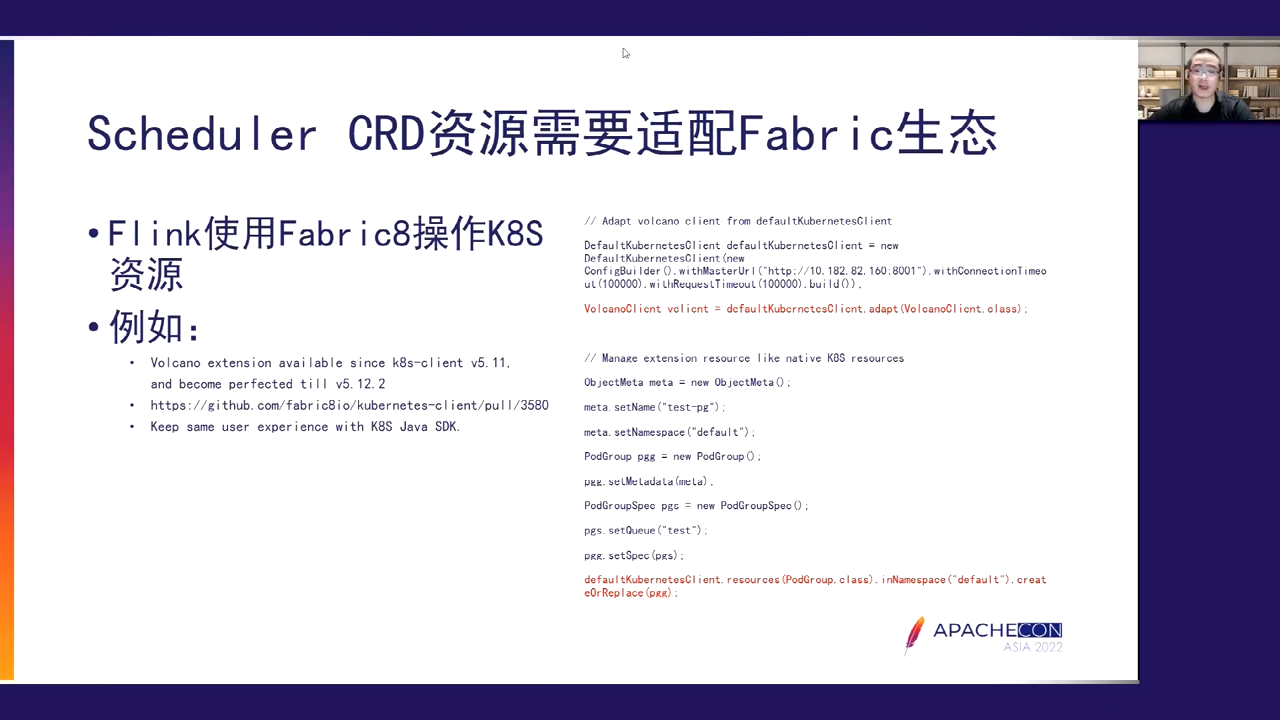 Scheduler CRD资源需要适配Fabric生态
•Flink使用Fabric8操作K8S
资源
•例如：
• Volcano extension available since k8s-client v5.11,
and become perfected till v5.12.2
• https://github.com/fabric8io/kubernetes-client/pull/3580
• Keep same user experience with K8S Java SDK.
// Adapt volcano client from defaultKubernetesClient
DefaultKubernetesClient defaultKubernetesClient = new
DefaultKubernetesClient(new
ConfigBuilder().withMasterUrl("http://10.182.82.160:8001").withConnectionTimeo
ut(100000).withRequestTimeout(100000).build());
VolcanoClient vclient = defaultKubernetesClient.adapt(VolcanoClient.class);
// Manage extension resource like native K8S resources
ObjectMeta meta = new ObjectMeta();
meta.setName("test-pg");
meta.setNamespace("default");
PodGroup pgg = new PodGroup();
pgg.setMetadata(meta);
PodGroupSpec pgs = new PodGroupSpec();
pgs.setQueue("test");
pgg.setSpec(pgs);
defaultKubernetesClient.resources(PodGroup.class).inNamespace("default").creat
eOrReplace(pgg);
APACHECON
ASIA 2022